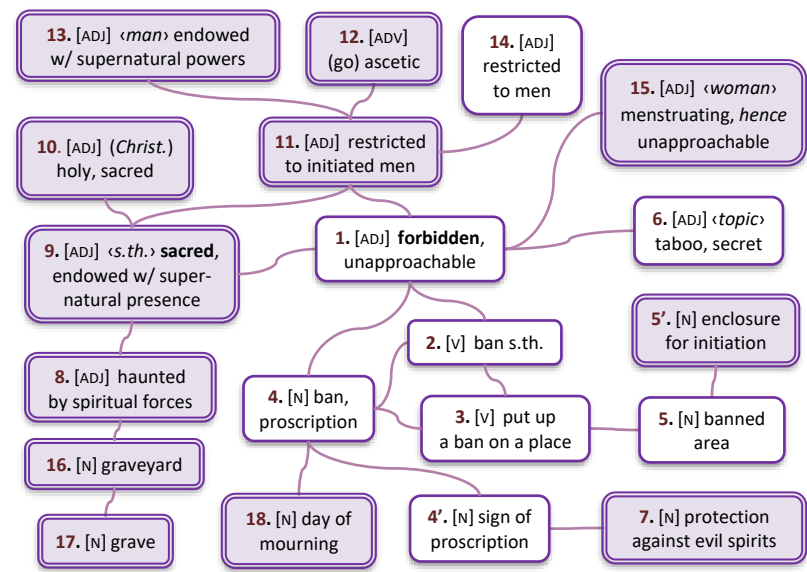 13. [ADJ] ‹man› endowed
w/ supernatural powers
12. [ADV]
(go) ascetic
14. [ADJ]
restricted
to men
15. [ADJ] ‹woman›
menstruating, hence
unapproachable
10. [ADJ] (Christ.)
holy, sacred
11. [ADJ] restricted
to initiated men
9. [ADJ] ‹s.th.› sacred,
endowed w/ super-
natural presence
1. [ADJ] forbidden,
unapproachable
6. [ADJ] ‹topic›
taboo, secret
2. [V] ban s.th.
5’. [N] enclosure
for initiation
8. [ADJ] haunted
by spiritual forces
4. [N] ban,
proscription
3. [V] put up
a ban on a place
5. [N] banned
area
16. [N] graveyard
17. [N] grave
18. [N] day of
mourning
4’. [N] sign of
proscription
7. [N] protection
against evil spirits